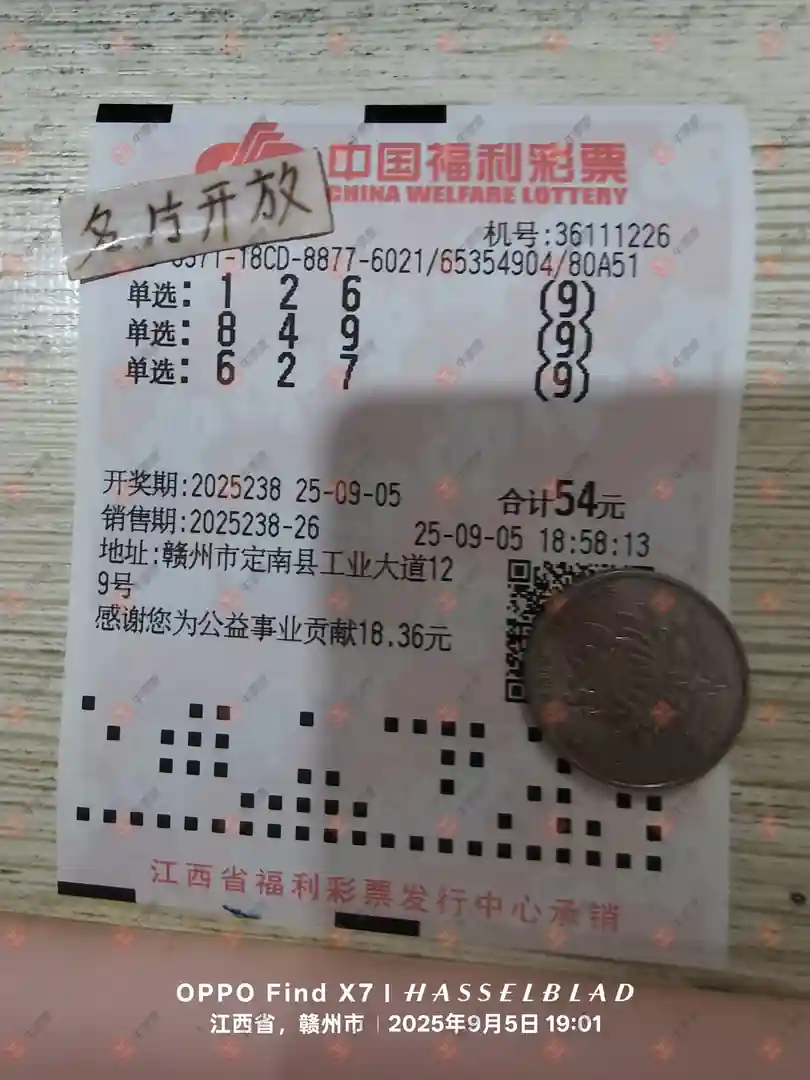 中国福利彩票
CHINA WELFARE LOTTERY
名片开放
机号:36111226
-18CD-8877-6021/65354904/80A51
单选: 1 2 6 (9)
单选: 8 4 9 (9)
单选: 6 2 7 (9)
开奖期:2025238 25-09-05 合计54元
销售期:2025238-26 25-09-05 18:58:13
地址:赣州市定南县工业大道12
9号
感谢您为公益事业贡献18.36元
江西省福利彩票发行中心承销
OPPO Find X7 | HASSELBLAD
江西省，赣州市 | 2025年9月5日 19:01